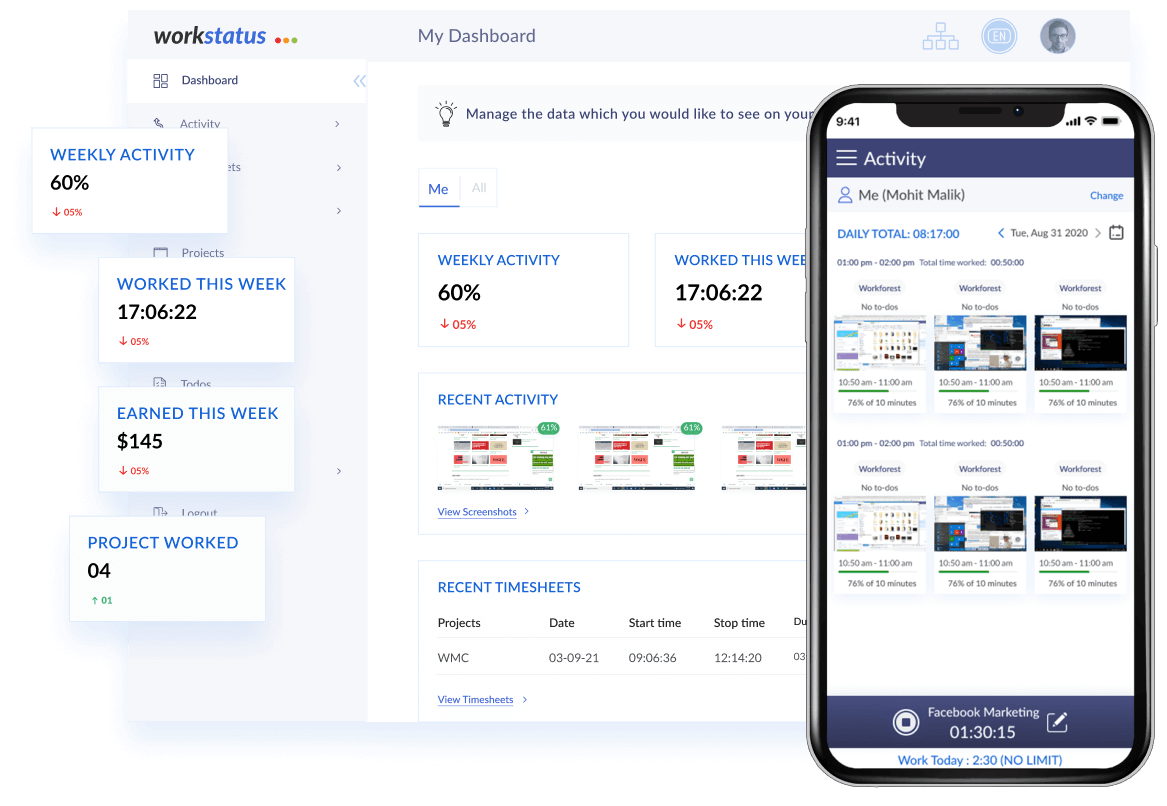 workstatus
My Dashboard
EN
Dashboard
Activity
ets
Projects
Todos
Logout
WEEKLY ACTIVITY
60%
05%
WORKED THIS WEEK
17:06:22
05%
EARNED THIS WEEK
$145
05%
PROJECT WORKED
04
01
Manage the data which you would like to see on your
Me All
WEEKLY ACTIVITY
60%
05%
WORKED THIS WEE
17:06:22
05%
RECENT ACTIVITY
61% 61%
View Screenshots
RECENT TIMESHEETS
Projects Date Start time Stop time Du
WMC 03-09-21 09:06:36 12:14:20 03
View Timesheets
9:41
Activity
Me (Mohit Malik) Change
DAILY TOTAL: 08:17:00 Tue, Aug 31 2020
01:00 pm - 02:00 pm Total time worked: 00:50:00
Workforest Workforest Workforest
No to-dos No to-dos No to-dos
10:50 am - 11:00 am 10:50 am - 11:00 am 10:50 am - 11:00 am
76% of 10 minutes 76% of 10 minutes 76% of 10 minutes
01:00 pm - 02:00 pm Total time worked: 00:50:00
Workforest Workforest Workforest
No to-dos No to-dos No to-dos
10:50 am - 11:00 am 10:50 am - 11:00 am 10:50 am - 11:00 am
76% of 10 minutes 76% of 10 minutes 76% of 10 minutes
Facebook Marketing
01:30:15
Work Today : 2:30 (NO LIMIT)